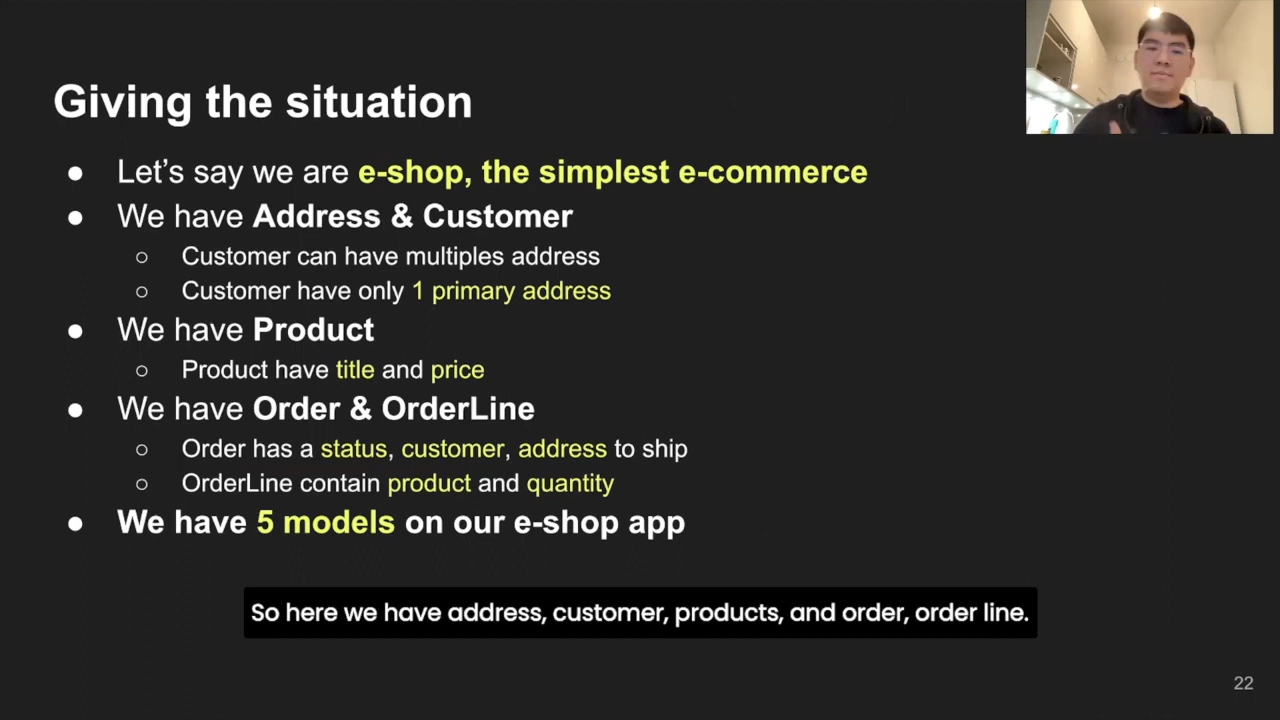 Giving the situation
● Let's say we are e-shop, the simplest e-commerce
● We have Address & Customer
○ Customer can have multiples address
○ Customer have only 1 primary address
● We have Product
○ Product have title and price
● We have Order & OrderLine
○ Order has a status, customer, address to ship
○ OrderLine contain product and quantity
● We have 5 models on our e-shop app
So here we have address, customer, products, and order, order line.
22